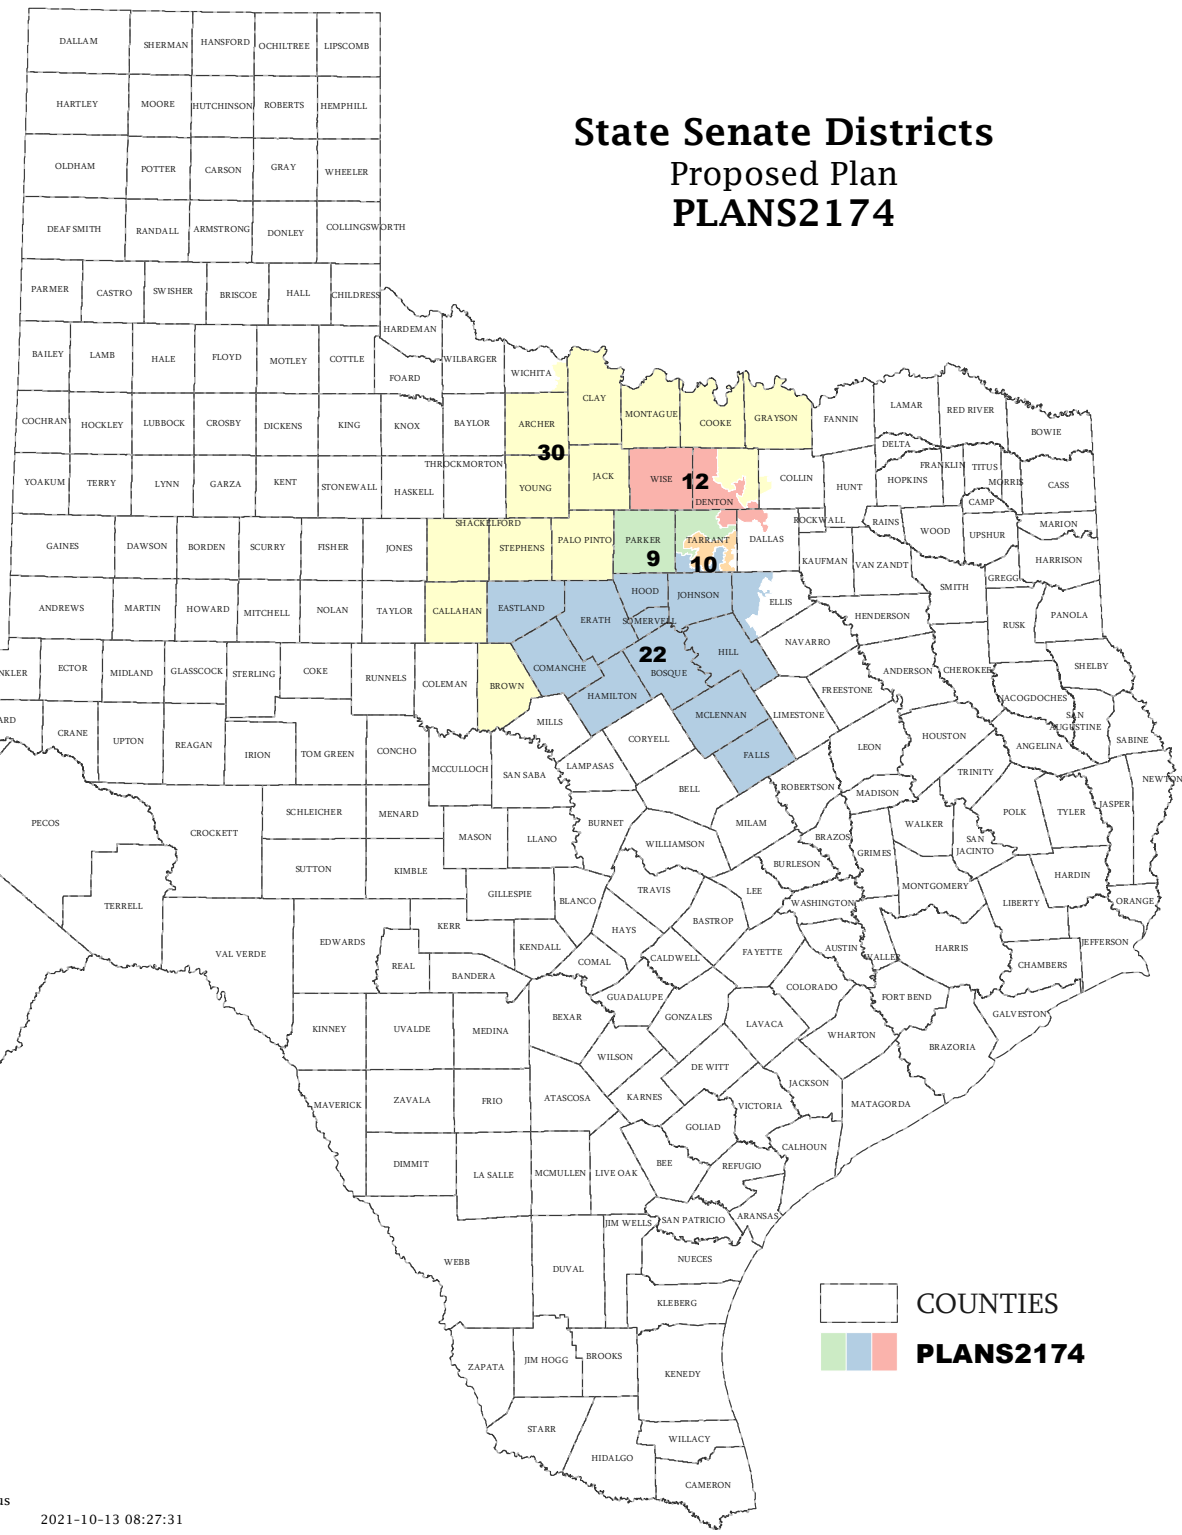 State Senate Districts
Proposed Plan
PLANS2174
DALLAM
SHERMAN
HANSFORD
OCHILTREE
LIPSCOMB
HARTLEY
MOORE
HUTCHINSON
ROBERTS
HEMPHILL
OLDHAM
POTTER
CARSON
GRAY
WHEELER
DEAF SMITH
RANDALL
ARMSTRONG
DONLEY
COLLINGSWORTH
PARMER
CASTRO
SWISHER
BRISCOE
HALL
CHILDRESS
HARDEMAN
BAILEY
LAMB
HALE
FLOYD
MOTLEY
COTTLE
FOARD
WILBARGER
WICHITA
CLAY
MONTAGUE
COOKE
GRAYSON
FANNIN
LAMAR
RED RIVER
BOWIE
COCHRAN
HOCKLEY
LUBBOCK
CROSBY
DICKENS
KING
KNOX
BAYLOR
ARCHER
DELTA
30
YOAKUM
TERRY
LYNN
GARZA
KENT
STONEWALL
HASKELL
THROCKMORTON
YOUNG
JACK
WISE
12
DENTON
COLLIN
HUNT
HOPKINS
FRANKLIN
TITUS
MORRIS
CAMP
CASS
GAINES
DAWSON
BORDEN
SCURRY
FISHER
JONES
SHACKELFORD
STEPHENS
PALO PINTO
PARKER
9
TARRANT
10
DALLAS
ROCKWALL
KAUFMAN
RAINS
VAN ZANDT
WOOD
UPSHUR
MARION
HARRISON
GREGG
ANDREWS
MARTIN
HOWARD
MITCHELL
NOLAN
TAYLOR
CALLAHAN
EASTLAND
ERATH
HOOD
SOMERVELL
JOHNSON
ELLIS
HENDERSON
SMITH
RUSK
PANOLA
NKLER
ECTOR
MIDLAND
GLASSCOCK
STERLING
COKE
RUNNELS
COLEMAN
BROWN
COMANCHE
HAMILTON
22
BOSQUE
HILL
NAVARRO
FREESTONE
ANDERSON
CHEROKEE
NACOGDOCHES
SHELBY
ARD
CRANE
UPTON
REAGAN
IRION
TOM GREEN
CONCHO
MCCULLOCH
SAN SABA
MILLS
LAMPASAS
CORYELL
MCLENNAN
FALLS
LIMESTONE
LEON
HOUSTON
ANGELINA
SAN
AUGUSTINE
SABINE
PECOS
CROCKETT
SCHLEICHER
MENARD
MASON
LLANO
BURNET
BELL
MILAM
ROBERTSON
MADISON
TRINITY
POLK
TYLER
JASPER
NEWTON
TERRELL
SUTTON
KIMBLE
GILLESPIE
BLANCO
WILLIAMSON
TRAVIS
LEE
BURLESON
BRAZOS
GRIMES
WALKER
SAN
JACINTO
MONTGOMERY
LIBERTY
HARDIN
ORANGE
VAL VERDE
EDWARDS
REAL
KERR
BANDERA
KENDALL
HAYS
COMAL
CALDWELL
BASTROP
FAYETTE
WASHINGTON
AUSTIN
WALLER
HARRIS
CHAMBERS
JEFFERSON
KINNEY
UVALDE
MEDINA
BEXAR
GUADALUPE
GONZALES
LAVACA
COLORADO
WHARTON
FORT BEND
BRAZORIA
GALVESTON
MAVERICK
ZAVALA
FRIO
ATASCOSA
WILSON
KARNES
DE WITT
JACKSON
MATAGORDA
VICTORIA
GOLIAD
CALHOUN
DIMMIT
LA SALLE
MCMULLEN
LIVE OAK
BEE
REFUGIO
ARANSAS
SAN PATRICIO
JIM WELLS
WEBB
DUVAL
NUECES
KLEBERG
ZAPATA
JIM HOGG
BROOKS
KENEDY
STARR
HIDALGO
WILLACY
CAMERON
COUNTIES
PLANS2174
us
2021-10-13 08:27:31